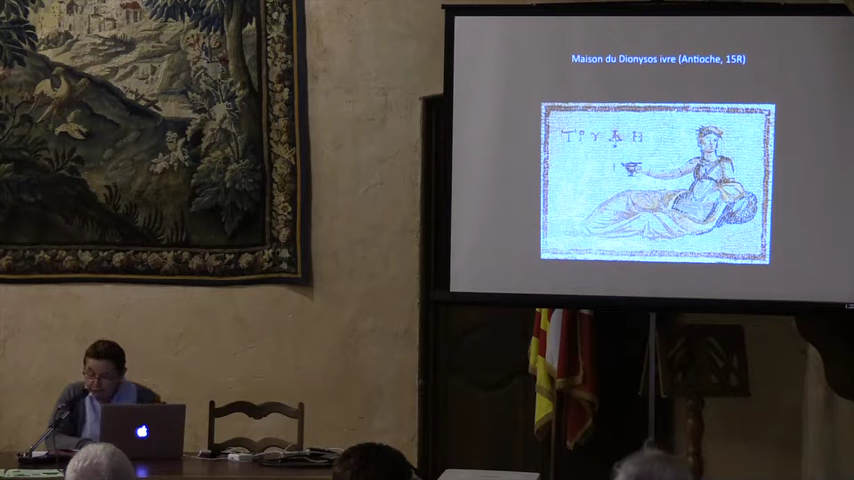 Maison du Dionysos ivre (Antioche, 15R)
ΤΡΥΦΗ